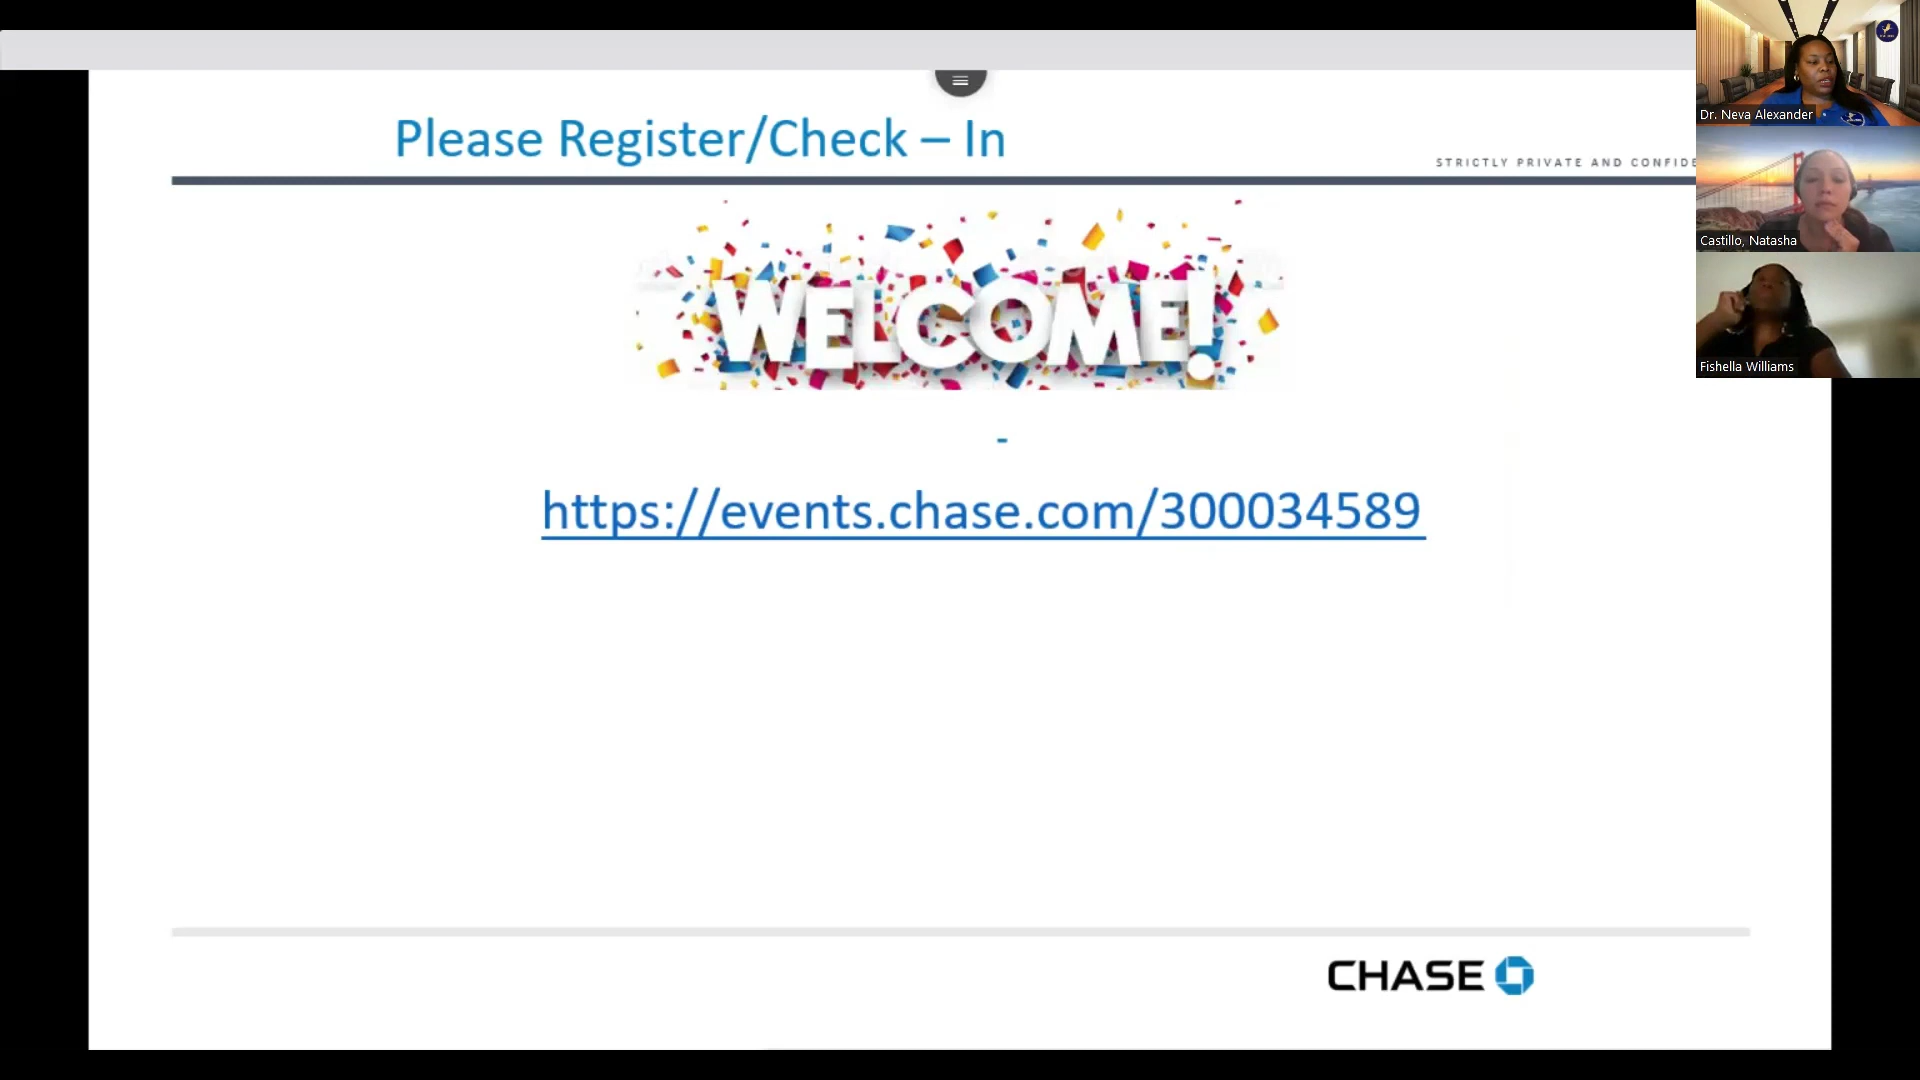 Please Register/Check – In
STRICTLY PRIVATE AND
WELCOME!
-
https://events.chase.com/300034589
CHASE
Dr. Neva Alexander
Castillo, Natasha
Fishella Williams